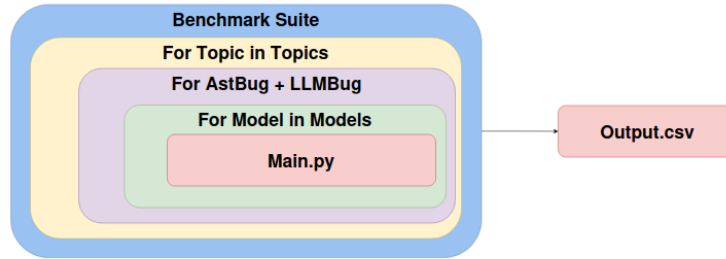 Benchmark Suite
For Topic in Topics
For AstBug + LLMBug
For Model in Models
Main.py
Output.csv